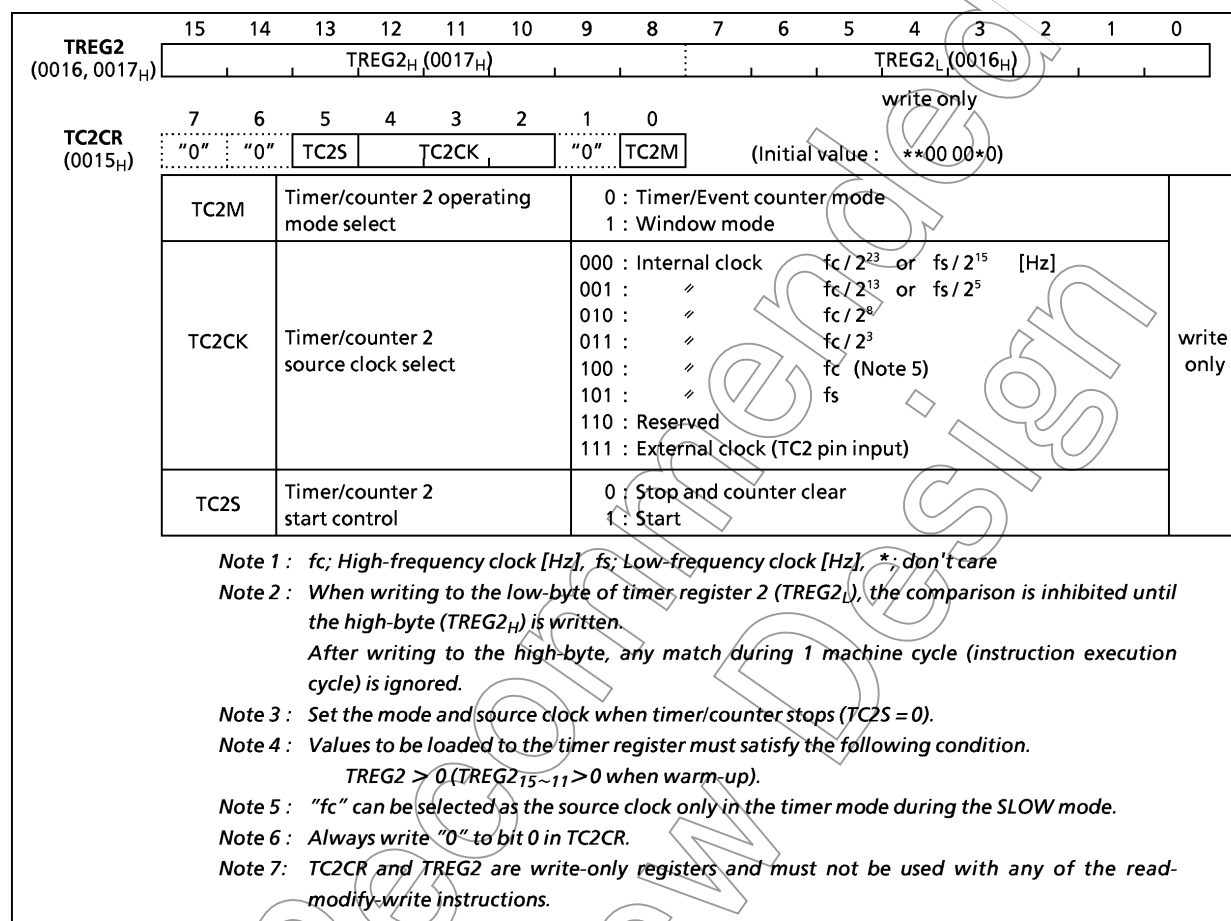 15 14 13 12 11 10 9 8 7 6 5 4 3 2 1 0
TREG2
(0016, 0017H)
TREG2H (0017H) TREG2L (0016H)
write only
7 6 5 4 3 2 1 0
TC2CR
(0015H)
"0" "0" TC2S TC2CK "0" TC2M (Initial value : **00 00*0)
TC2M
Timer/counter 2 operating
mode select
0 : Timer/Event counter mode
1 : Window mode
TC2CK
Timer/counter 2
source clock select
000 : Internal clock fc / 2²³ or fs / 2¹⁵ [Hz]
001 : 〃 fc / 2¹³ or fs / 2⁵
010 : 〃 fc / 2⁸
011 : 〃 fc / 2³
100 : 〃 fc (Note 5)
101 : 〃 fs
110 : Reserved
111 : External clock (TC2 pin input)
write
only
TC2S
Timer/counter 2
start control
0 : Stop and counter clear
1 : Start
Note 1 : fc; High-frequency clock [Hz], fs; Low-frequency clock [Hz], *; don't care
Note 2 : When writing to the low-byte of timer register 2 (TREG2L), the comparison is inhibited until
the high-byte (TREG2H) is written.
After writing to the high-byte, any match during 1 machine cycle (instruction execution
cycle) is ignored.
Note 3 : Set the mode and source clock when timer/counter stops (TC2S = 0).
Note 4 : Values to be loaded to the timer register must satisfy the following condition.
TREG2 > 0 (TREG215~11 > 0 when warm-up).
Note 5 : "fc" can be selected as the source clock only in the timer mode during the SLOW mode.
Note 6 : Always write "0" to bit 0 in TC2CR.
Note 7: TC2CR and TREG2 are write-only registers and must not be used with any of the read-
modify-write instructions.